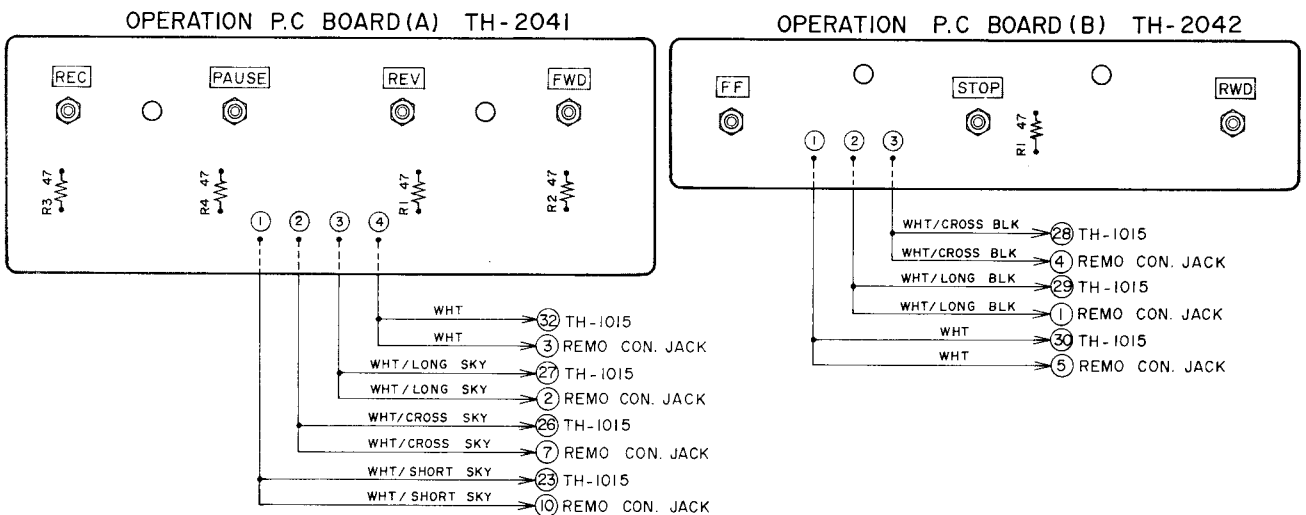 OPERATION P.C BOARD(A) TH-2041
REC PAUSE REV FWD
R3 47 R4 47 R1 47 R2 47
1 2 3 4
WHT 32 TH-1015
WHT 3 REMO CON. JACK
WHT/LONG SKY 27 TH-1015
WHT/LONG SKY 2 REMO CON. JACK
WHT/CROSS SKY 26 TH-1015
WHT/CROSS SKY 7 REMO CON. JACK
WHT/SHORT SKY 23 TH-1015
WHT/SHORT SKY 10 REMO CON. JACK
OPERATION P.C BOARD(B) TH-2042
FF STOP RWD
R1 47
1 2 3
WHT/CROSS BLK 28 TH-1015
WHT/CROSS BLK 4 REMO CON. JACK
WHT/LONG BLK 29 TH-1015
WHT/LONG BLK 1 REMO CON. JACK
WHT 30 TH-1015
WHT 5 REMO CON. JACK